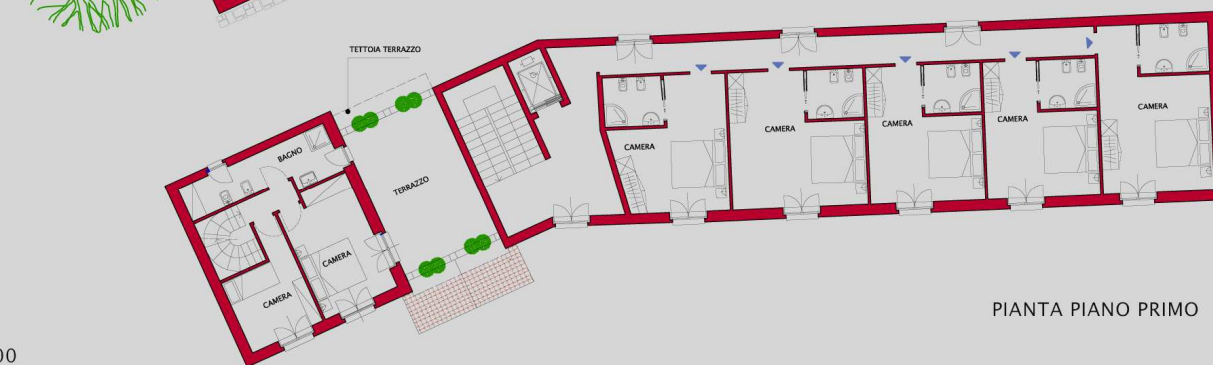 TETTOIA TERRAZZO
BAGNO
TERRAZZO
CAMERA
CAMERA
CAMERA
CAMERA
CAMERA
CAMERA
CAMERA
PIANTA PIANO PRIMO
00